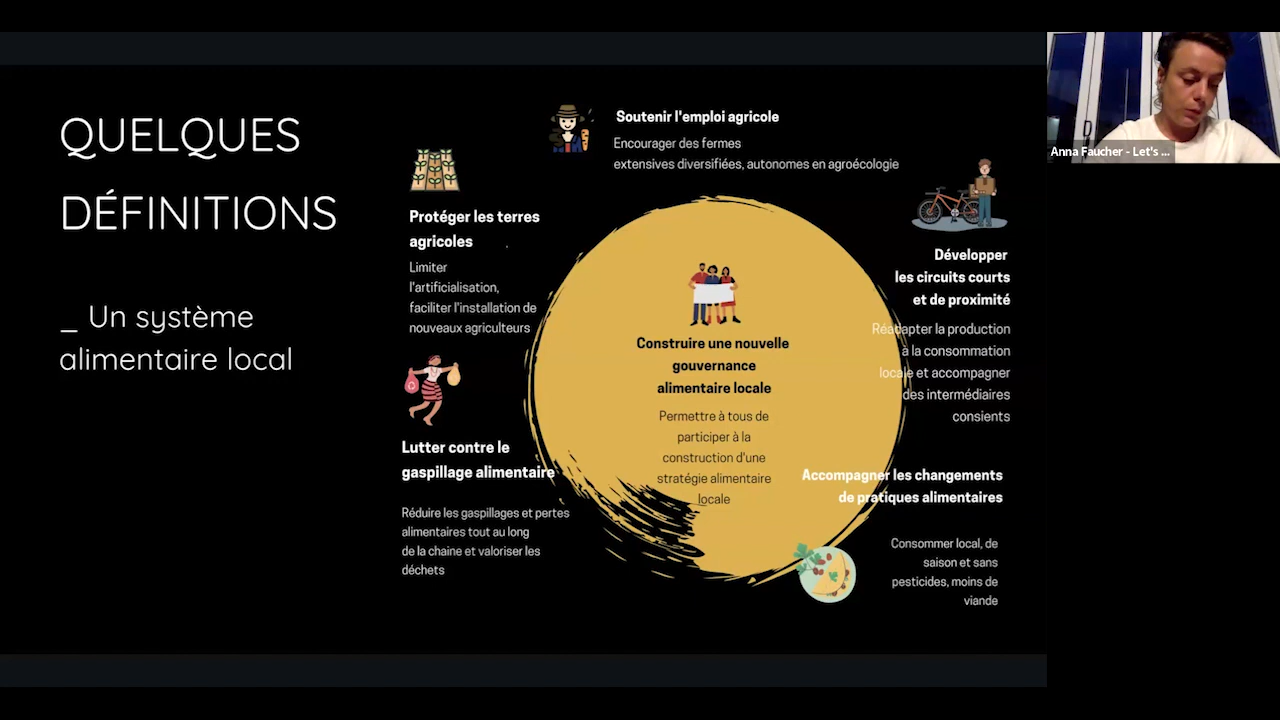 QUELQUES
DÉFINITIONS
_ Un système
alimentaire local
Soutenir l'emploi agricole
Encourager des fermes
extensives diversifiées, autonomes en agroécologie
Protéger les terres
agricoles
Limiter
l'artificialisation,
faciliter l'installation de
nouveaux agriculteurs
Développer
les circuits courts
et de proximité
Réadapter la production
à la consommation
locale et accompagner
des intermédiaires
consients
Construire une nouvelle
gouvernance
alimentaire locale
Permettre à tous de
participer à la
construction d'une
stratégie alimentaire
locale
Lutter contre le
gaspillage alimentaire
Réduire les gaspillages et pertes
alimentaires tout au long
de la chaine et valoriser les
déchets
Accompagner les changements
de pratiques alimentaires
Consommer local, de
saison et sans
pesticides, moins de
viande
Anna Faucher - Let's ...